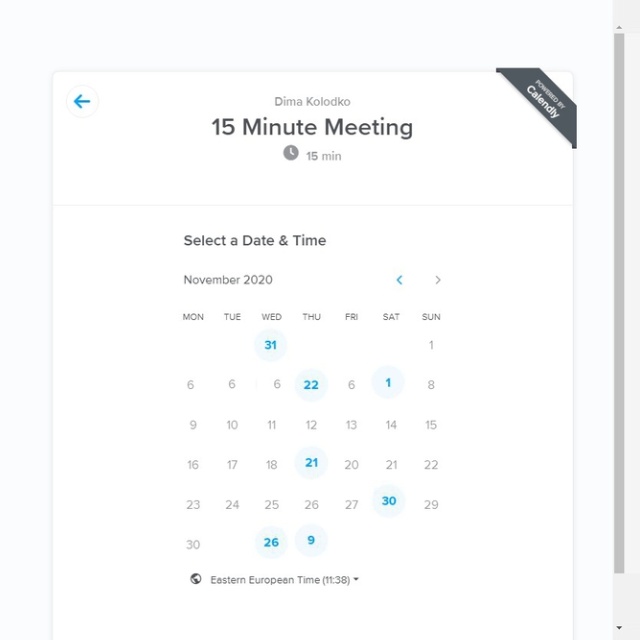 POWERED BY
Calendly
Dima Kolodko
15 Minute Meeting
15 min
Select a Date & Time
November 2020
MON TUE WED THU FRI SAT SUN
31 1
6 6 6 22 6 1 8
9 10 11 12 13 14 15
16 17 18 21 20 21 22
23 24 25 26 27 30 29
30 26 9
Eastern European Time (11:38)